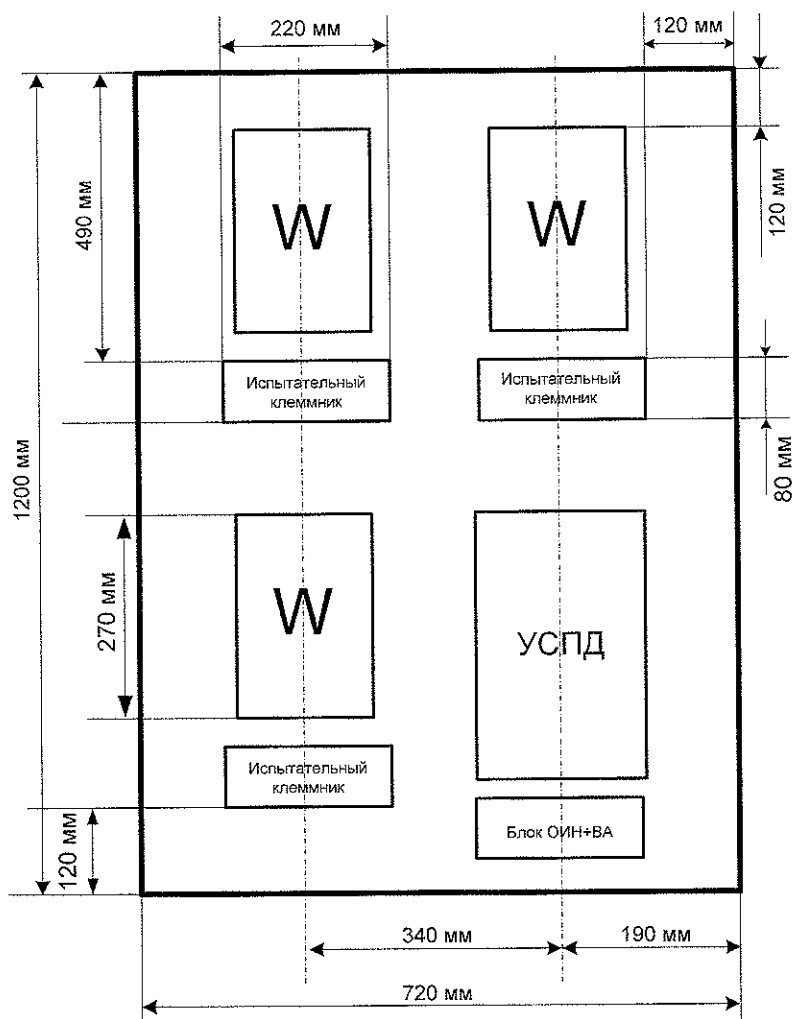 220 мм
120 мм
490 мм
W
W
120 мм
Испытательный
клеммник
Испытательный
клеммник
80 мм
1200 мм
270 мм
W
УСПД
Испытательный
клеммник
Блок ОИН+ВА
120 мм
340 мм
190 мм
720 мм